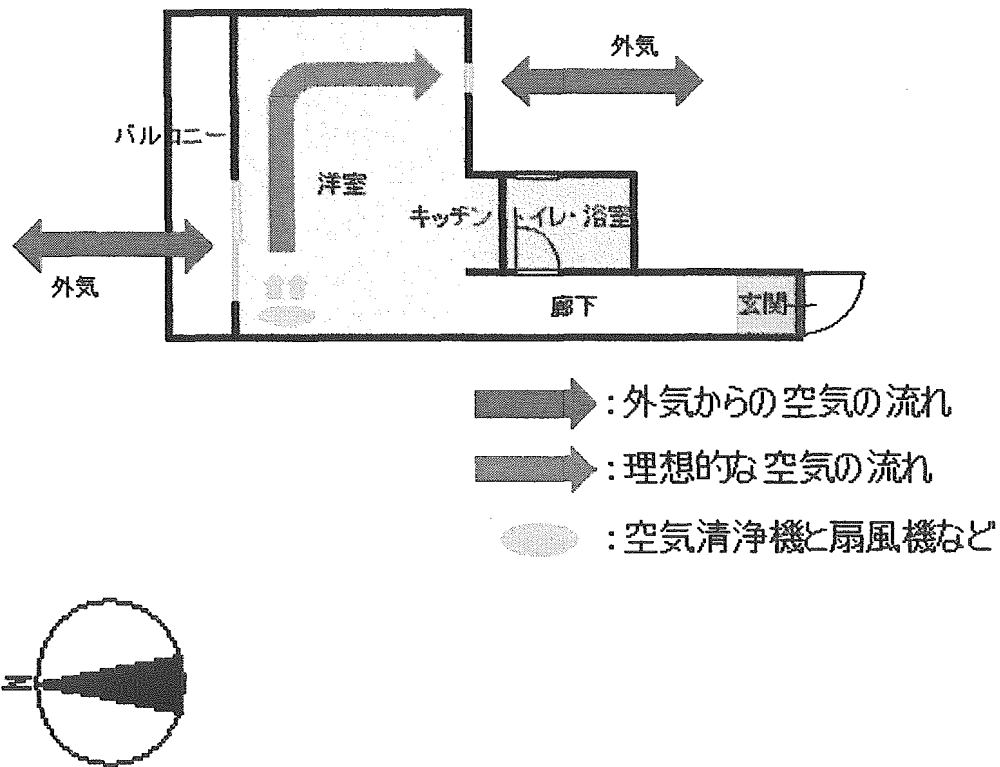 外気
バルコニー
洋室
キッチン
トイレ・浴室
外気
廊下
玄関
：外気からの空気の流れ
：理想的な空気の流れ
：空気清浄機と扇風機など
N